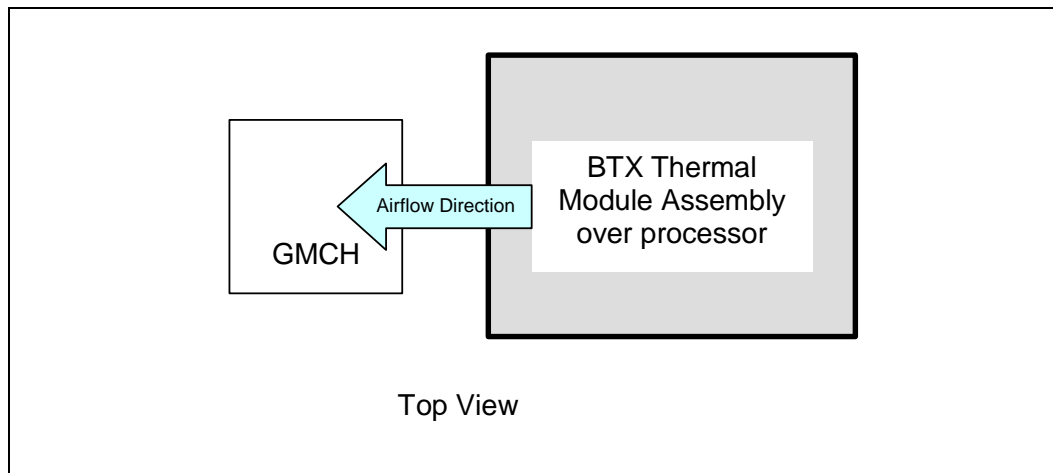 BTX Thermal
Module Assembly
over processor
Airflow Direction
GMCH
Top View